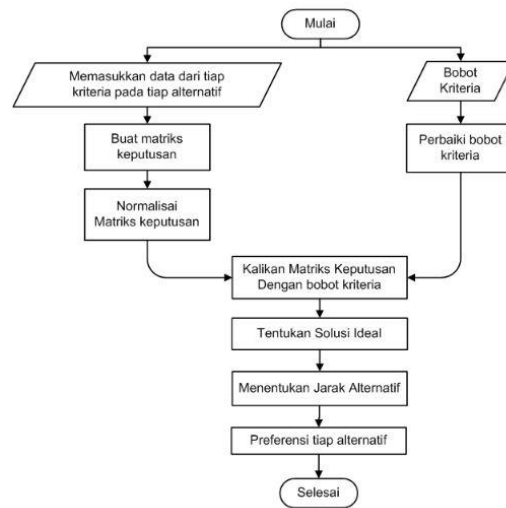 Mulai
Memasukkan data dari tiap
kriteria pada tiap alternatif
Bobot
Kriteria
Buat matriks
keputusan
Perbaiki bobot
kriteria
Normalisai
Matriks keputusan
Kalikan Matriks Keputusan
Dengan bobot kriteria
Tentukan Solusi Ideal
Menentukan Jarak Alternatif
Preferensi tiap alternatif
Selesai